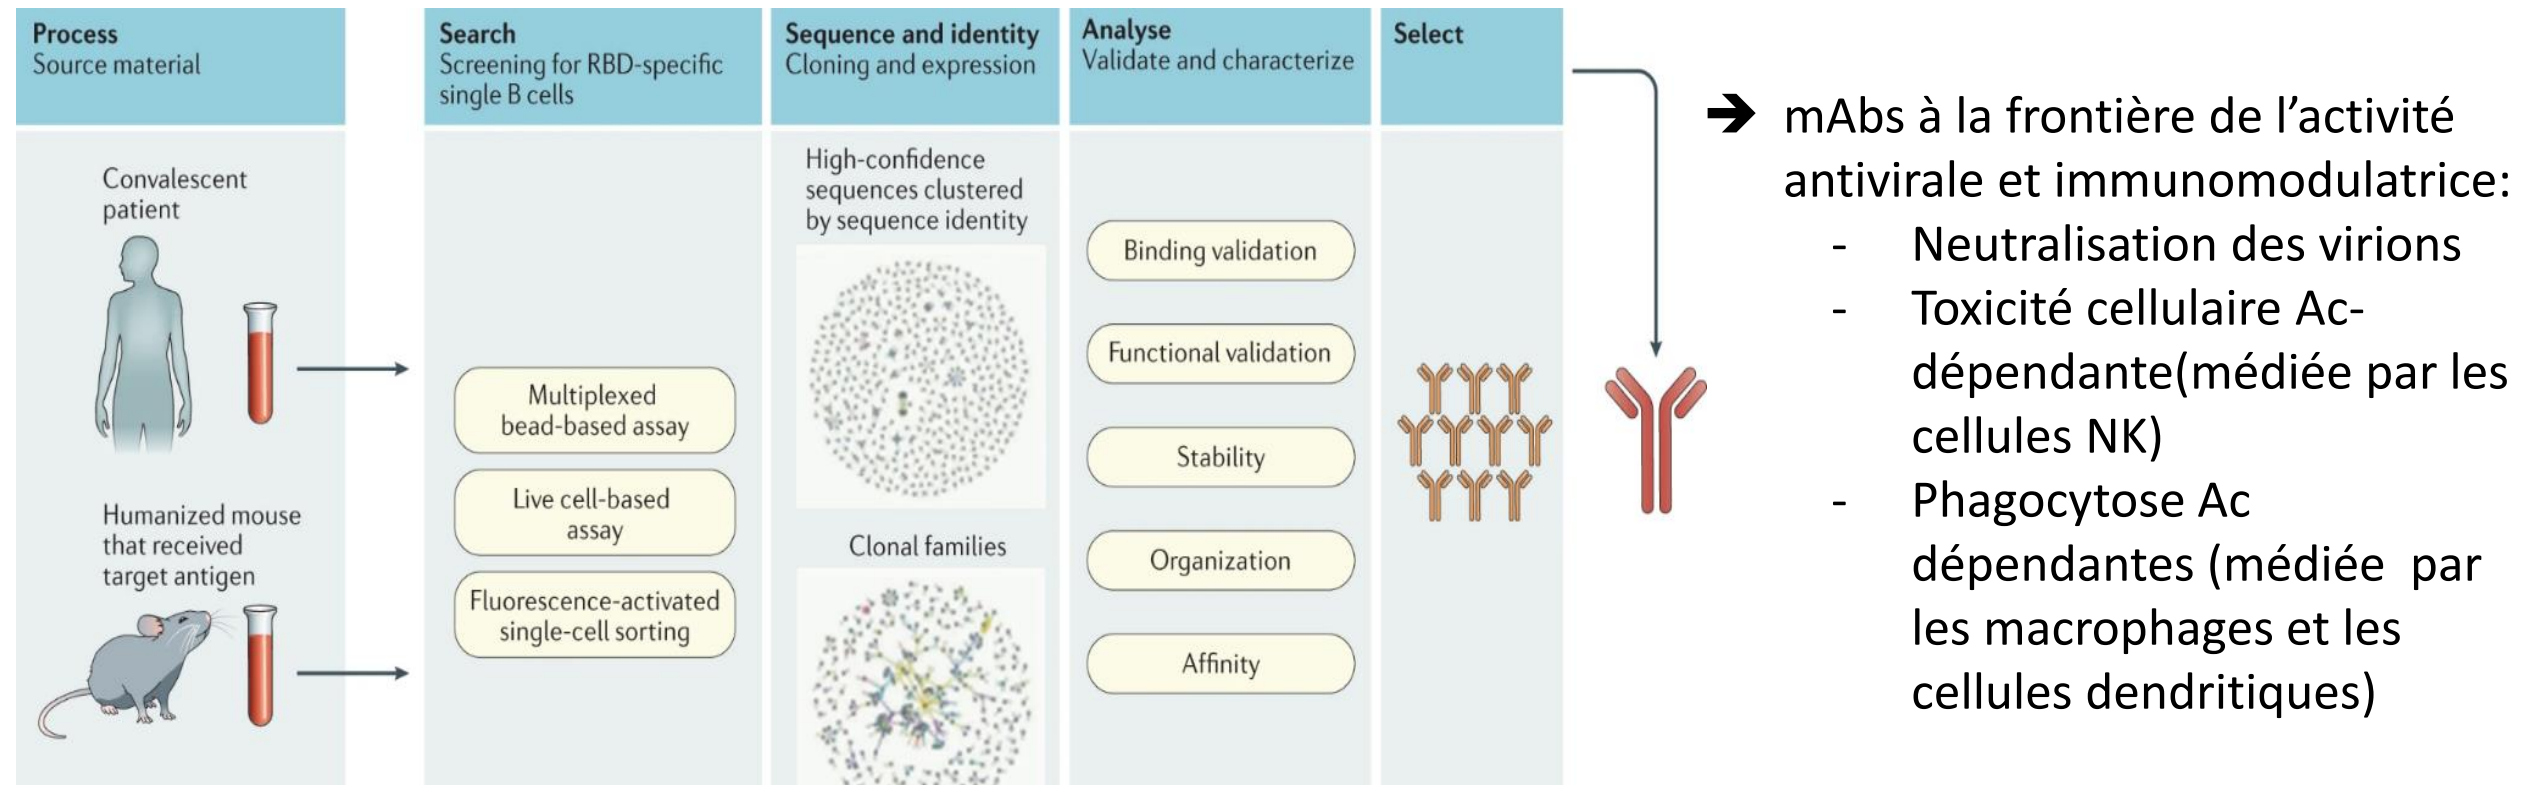 Process
Source material
Convalescent
patient
Humanized mouse
that received
target antigen
Search
Screening for RBD-specific
single B cells
Multiplexed
bead-based assay
Live cell-based
assay
Fluorescence-activated
single-cell sorting
Sequence and identity
Cloning and expression
High-confidence
sequences clustered
by sequence identity
Clonal families
Analyse
Validate and characterize
Binding validation
Functional validation
Stability
Organization
Affinity
Select
➔ mAbs à la frontière de l’activité
antivirale et immunomodulatrice:
- Neutralisation des virions
- Toxicité cellulaire Ac-
dépendante(médiée par les
cellules NK)
- Phagocytose Ac
dépendantes (médiée par
les macrophages et les
cellules dendritiques)